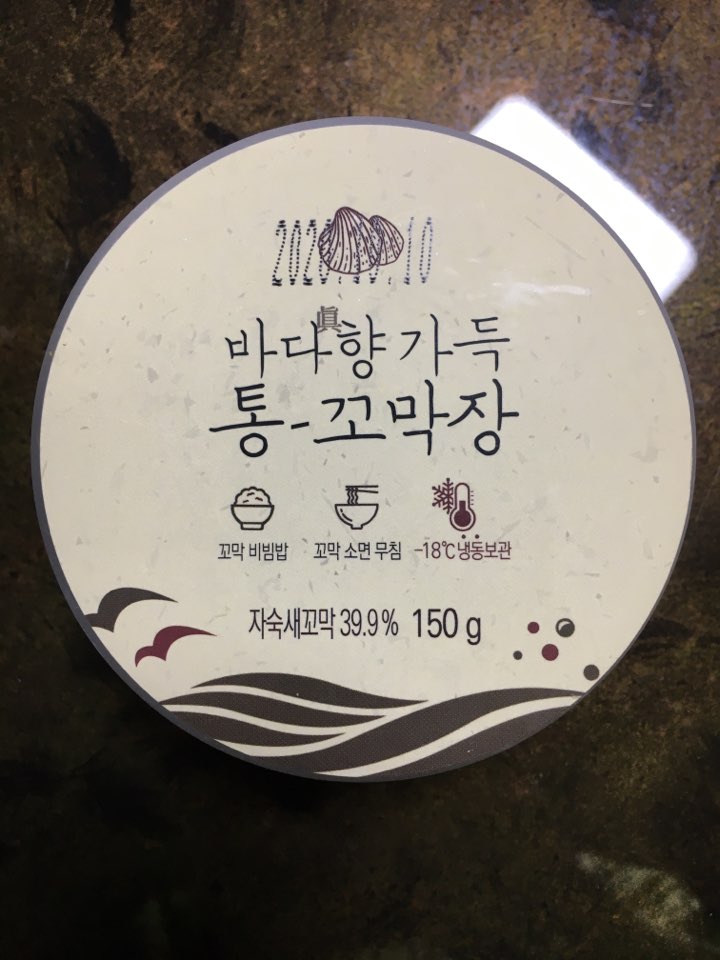 眞
바다향 가득
통-꼬막장
꼬막 비빔밥 꼬막 소면 무침 -18℃ 냉동보관
자숙새꼬막 39.9% 150 g